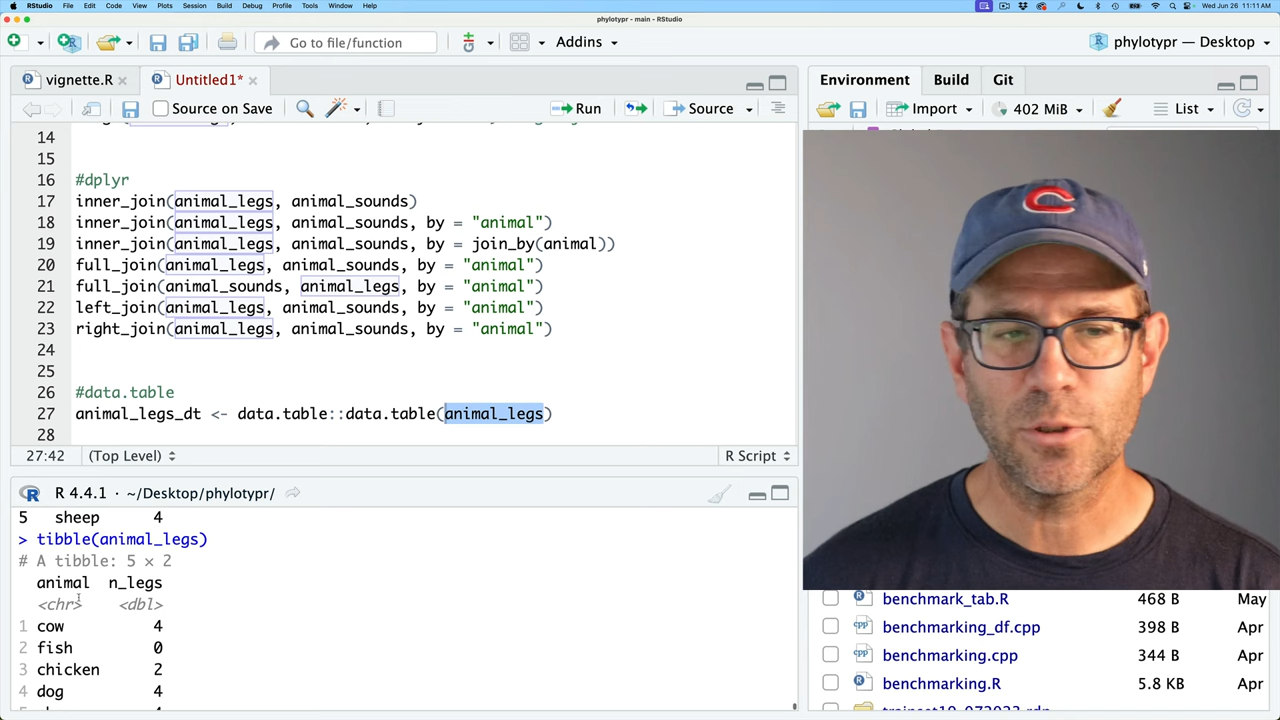 RStudio File Edit Code View Plots Session Build Debug Profile Tools Window Help
Wed Jun 26 11:11 AM
phylotypr - main - RStudio
Go to file/function
Addins
phylotypr — Desktop
vignette.R
Untitled1*
Source on Save
Run
Source
14
15
16 #dplyr
17 inner_join(animal_legs, animal_sounds)
18 inner_join(animal_legs, animal_sounds, by = "animal")
19 inner_join(animal_legs, animal_sounds, by = join_by(animal))
20 full_join(animal_legs, animal_sounds, by = "animal")
21 full_join(animal_sounds, animal_legs, by = "animal")
22 left_join(animal_legs, animal_sounds, by = "animal")
23 right_join(animal_legs, animal_sounds, by = "animal")
24
25
26 #data.table
27 animal_legs_dt <- data.table::data.table(animal_legs)
28
27:42 (Top Level) R Script
R 4.4.1 · ~/Desktop/phylotypr/
5 sheep 4
> tibble(animal_legs)
# A tibble: 5 × 2
animal n_legs
<chr> <dbl>
1 cow 4
2 fish 0
3 chicken 2
4 dog 4
Environment Build Git
Import 402 MiB List
C
benchmark_tab.R 468 B May
benchmarking_df.cpp 398 B Apr
benchmarking.cpp 344 B Apr
benchmarking.R 5.8 KB Apr